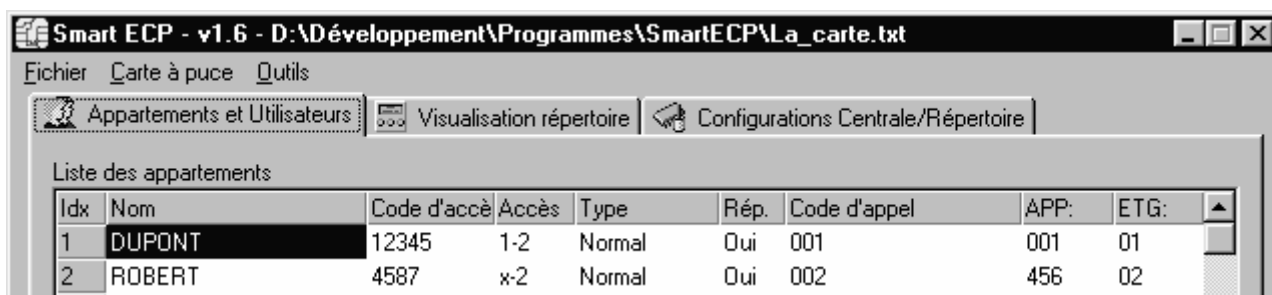 Smart ECP - v1.6 - D:\Développement\Programmes\SmartECP\La_carte.txt
Fichier Carte à puce Outils
Appartements et Utilisateurs Visualisation répertoire Configurations Centrale/Répertoire
Liste des appartements
Idx Nom Code d'accè Accès Type Rép. Code d'appel APP: ETG:
1 DUPONT 12345 1-2 Normal Oui 001 001 01
2 ROBERT 4587 x-2 Normal Oui 002 456 02